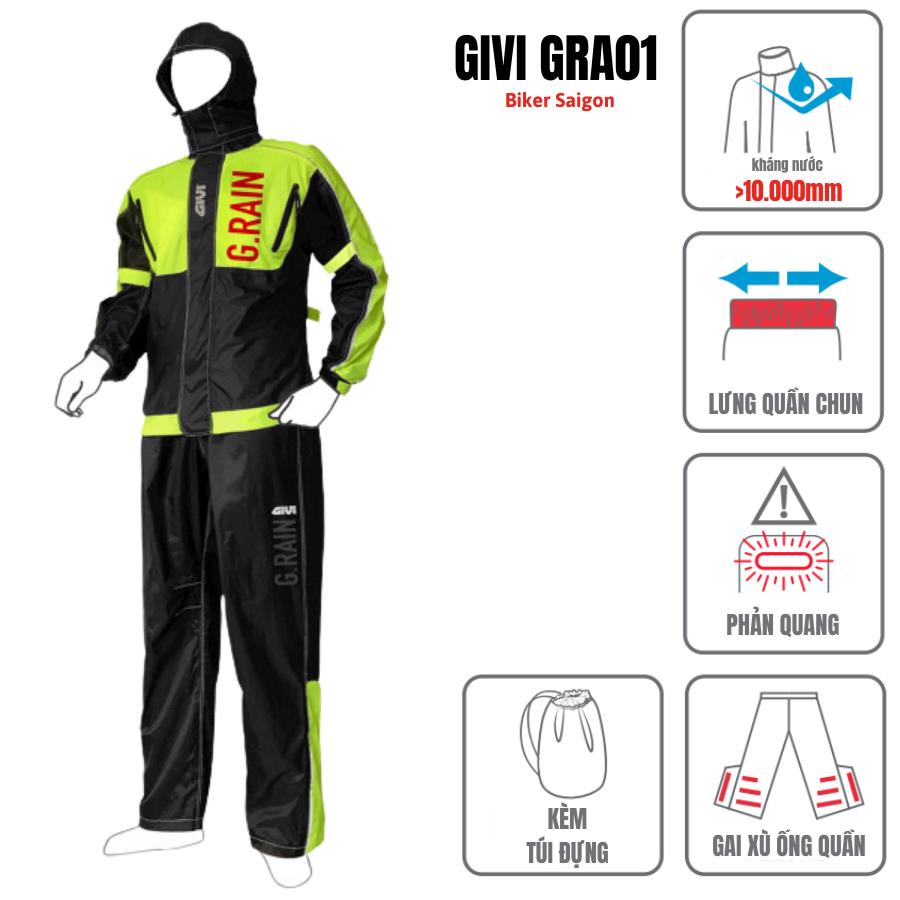 GIVI GRA01
Biker Saigon
kháng nước
>10.000mm
GIVI
G.RAIN
LƯNG QUẦN CHUN
GIVI
G.RAIN
PHẢN QUANG
KÈM
TÚI ĐỰNG
GAI XÙ ỐNG QUẦN